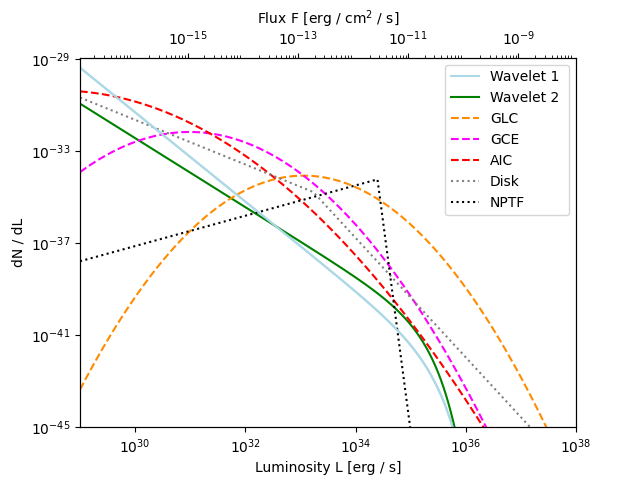 Flux F [erg / cm² / s]
10⁻¹⁵ 10⁻¹³ 10⁻¹¹ 10⁻⁹
10⁻²⁹
10⁻³³
10⁻³⁷
10⁻⁴¹
10⁻⁴⁵
dN / dL
Wavelet 1
Wavelet 2
GLC
GCE
AIC
Disk
NPTF
10³⁰ 10³² 10³⁴ 10³⁶ 10³⁸
Luminosity L [erg / s]